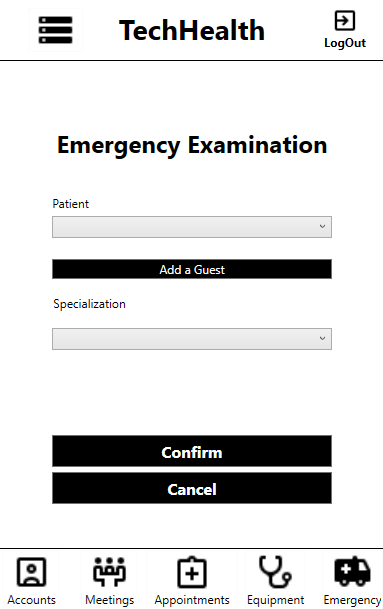 TechHealth
LogOut
Emergency Examination
Patient
Add a Guest
Specialization
Confirm
Cancel
Accounts Meetings Appointments Equipment Emergency